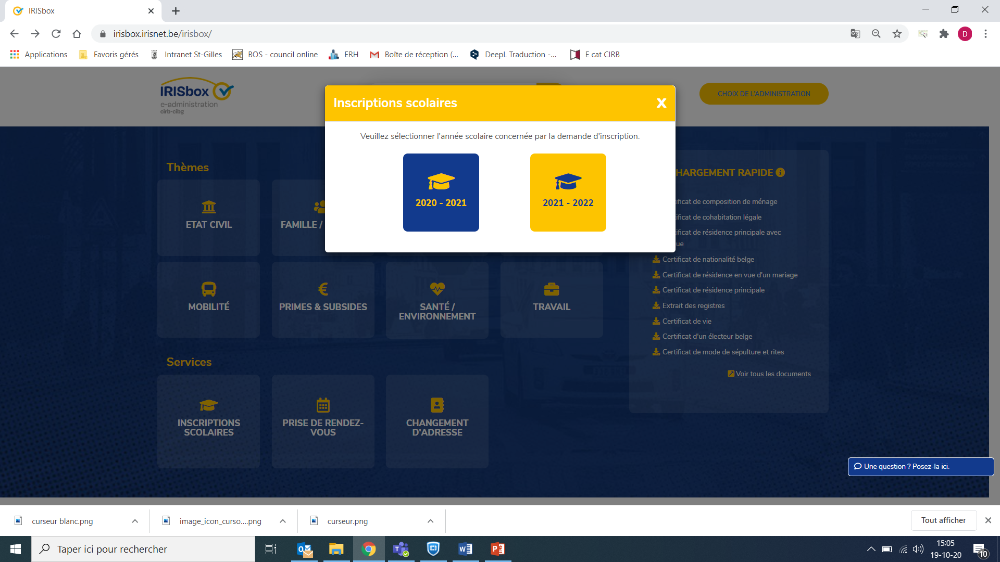 IRISbox
irisbox.irisnet.be/irisbox/
D
Applications
Favoris gérés
Intranet St-Gilles
BOS - council online
ERH
Boîte de réception (...
DeepL Traduction -...
E cat CIRB
IRISbox
e-administration
cirb-cibg
CHOIX DE L'ADMINISTRATION
Inscriptions scolaires
X
Veuillez sélectionner l'année scolaire concernée par la demande d'inscription.
2020 - 2021
2021 - 2022
Thèmes
ETAT CIVIL
FAMILLE /
MOBILITÉ
PRIMES & SUBSIDES
SANTÉ /
ENVIRONNEMENT
TRAVAIL
Services
INSCRIPTIONS
SCOLAIRES
PRISE DE RENDEZ-
VOUS
CHANGEMENT
D'ADRESSE
HARGEMENT RAPIDE
ificat de composition de ménage
ificat de cohabitation légale
ificat de résidence principale avec
ue
Certificat de nationalité belge
Certificat de résidence en vue d'un mariage
Certificat de résidence principale
Extrait des registres
Certificat de vie
Certificat d'un électeur belge
Certificat de mode de sépulture et rites
Voir tous les documents
Une question ? Posez-la ici.
curseur blanc.png
image_icon_curso....png
curseur.png
Tout afficher
Taper ici pour rechercher
15:05
19-10-20
10